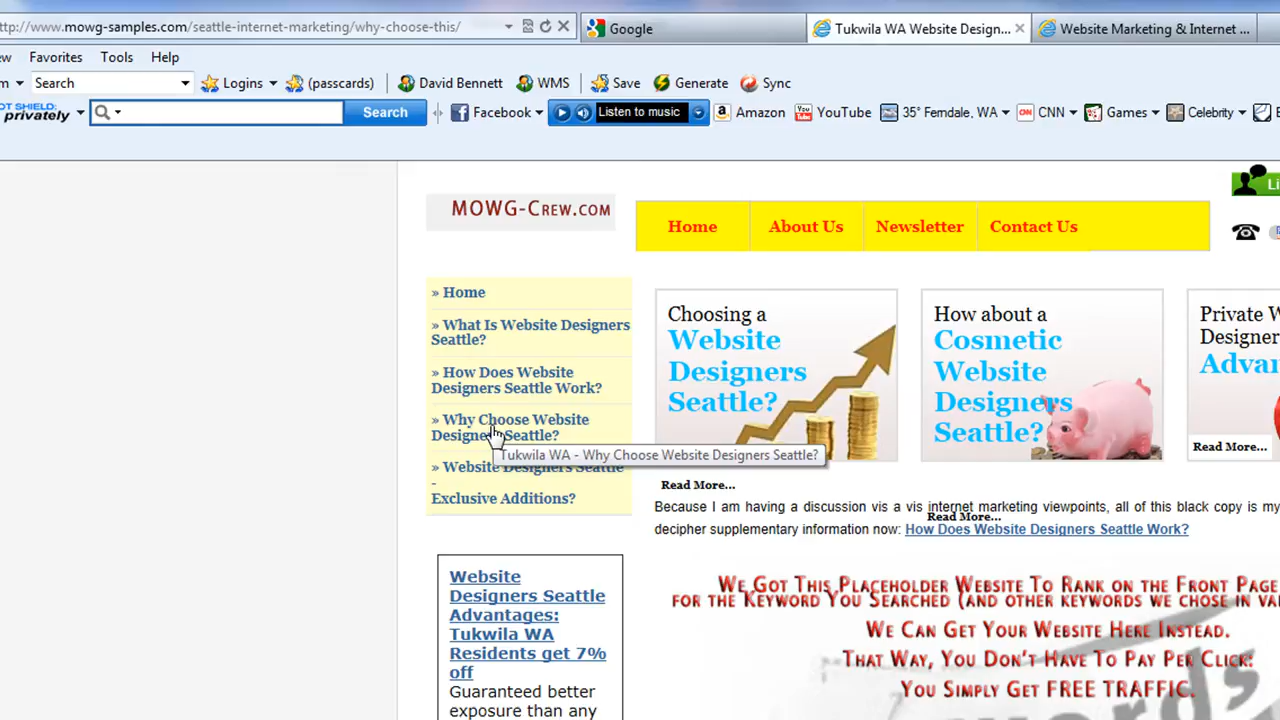 ttp://www.mowg-samples.com/seattle-internet-marketing/why-choose-this/
Google
Tukwila WA Website Design...
Website Marketing & Internet ...
ew Favorites Tools Help
m Search Logins (passcards) David Bennett WMS Save Generate Sync
OT SHIELD:
privately
Search Facebook Listen to music Amazon YouTube 35° Ferndale, WA CNN Games Celebrity
MOWG-CREW.COM
Home About Us Newsletter Contact Us
Li
» Home
» What Is Website Designers
Seattle?
» How Does Website
Designers Seattle Work?
» Why Choose Website
Designers Seattle?
Tukwila WA - Why Choose Website Designers Seattle?
» Website Designers Seattle
-
Exclusive Additions?
Choosing a
Website
Designers
Seattle?
Read More...
How about a
Cosmetic
Website
Designers
Seattle?
Read More...
Private W
Designer
Advan
Read More...
Because I am having a discussion vis a vis internet marketing viewpoints, all of this black copy is my
decipher supplementary information now: How Does Website Designers Seattle Work?
Website
Designers Seattle
Advantages:
Tukwila WA
Residents get 7%
off
Guaranteed better
exposure than any
WE GOT THIS PLACEHOLDER WEBSITE TO RANK ON THE FRONT PAGE
FOR THE KEYWORD YOU SEARCHED (AND OTHER KEYWORDS WE CHOSE IN VA
WE CAN GET YOUR WEBSITE HERE INSTEAD.
THAT WAY, YOU DON'T HAVE TO PAY PER CLICK:
YOU SIMPLY GET FREE TRAFFIC.